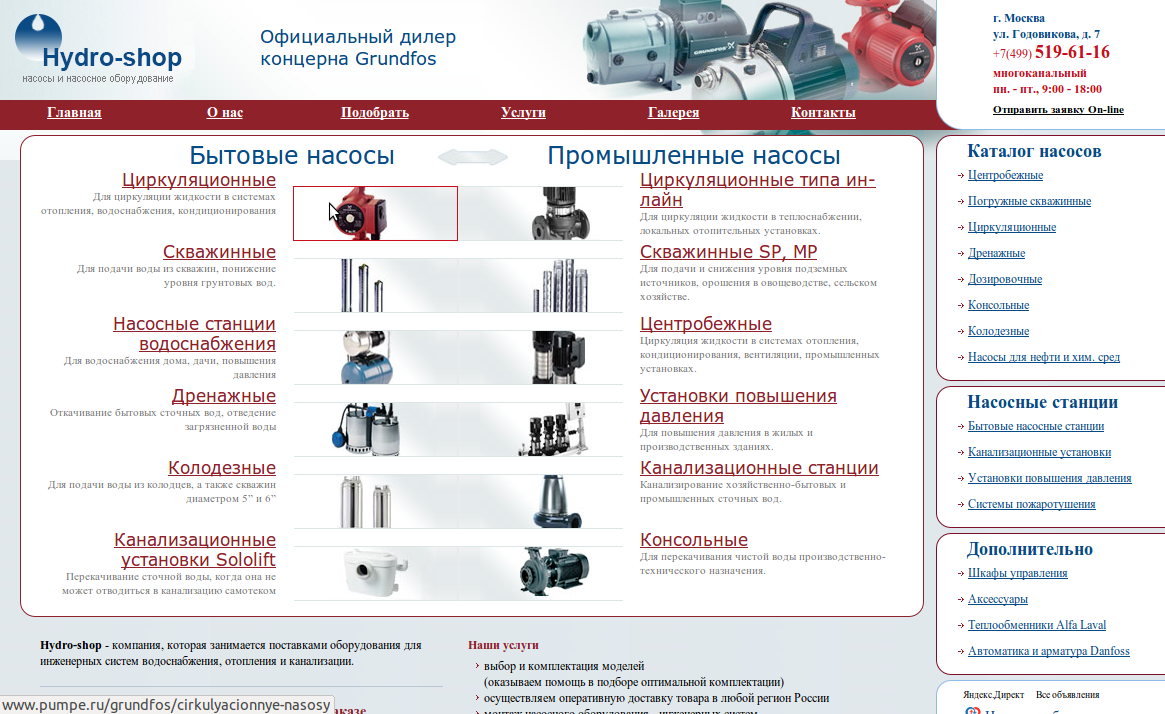 Hydro-shop
насосы и насосное оборудование
Официальный дилер
концерна Grundfos
GRUNDFOS
г. Москва
ул. Годовикова, д. 7
+7(499) 519-61-16
многоканальный
пн. - пт., 9:00 - 18:00
Отправить заявку On-line
Главная
О нас
Подобрать
Услуги
Галерея
Контакты
Бытовые насосы
Промышленные насосы
Циркуляционные
Для циркуляции жидкости в системах
отопления, водоснабжения, кондиционирования
Циркуляционные типа ин-
лайн
Для циркуляции жидкости в теплоснабжении,
локальных отопительных установках.
Скважинные
Для подачи воды из скважин, понижение
уровня грунтовых вод.
Скважинные SP, MP
Для подачи и снижения уровня подземных
источников, орошения в овощеводстве, сельском
хозяйстве.
Насосные станции
водоснабжения
Для водоснабжения дома, дачи, повышения
давления
Центробежные
Циркуляция жидкости в системах отопления,
кондиционирования, вентиляции, промышленных
установках.
Дренажные
Откачивание бытовых сточных вод, отведение
загрязненной воды
Установки повышения
давления
Для повышения давления в жилых и
производственных зданиях.
Колодезные
Для подачи воды из колодцев, а также скважин
диаметром 5” и 6”
Канализационные станции
Канализирование хозяйственно-бытовых и
промышленных сточных вод.
Канализационные
установки Sololift
Перекачивание сточной воды, когда она не
может отводиться в канализацию самотеком
Консольные
Для перекачивания чистой воды производственно-
технического назначения.
Каталог насосов
Центробежные
Погружные скважинные
Циркуляционные
Дренажные
Дозировочные
Консольные
Колодезные
Насосы для нефти и хим. сред
Насосные станции
Бытовые насосные станции
Канализационные установки
Установки повышения давления
Системы пожаротушения
Дополнительно
Шкафы управления
Аксессуары
Теплообменники Alfa Laval
Автоматика и арматура Danfoss
Яндекс.Директ Все объявления
Hydro-shop - компания, которая занимается поставками оборудования для
инженерных систем водоснабжения, отопления и канализации.
Наши услуги
выбор и комплектация моделей
(оказываем помощь в подборе оптимальной комплектации)
осуществляем оперативную доставку товара в любой регион России
www.pumpe.ru/grundfos/cirkulyacionnye-nasosy